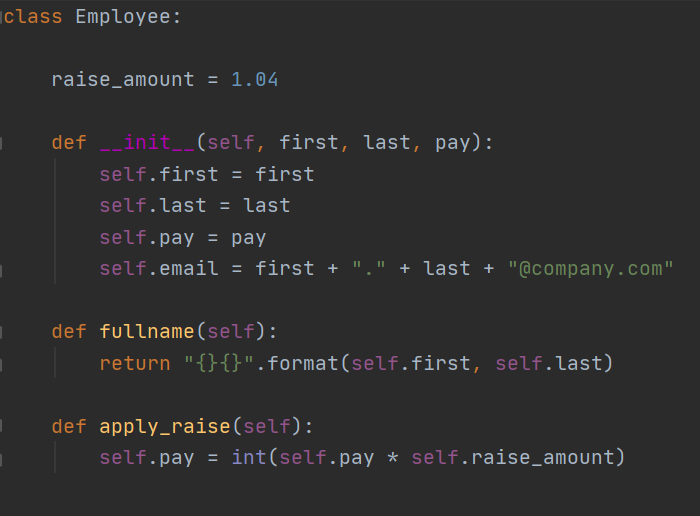 class Employee:
    raise_amount = 1.04
    def __init__(self, first, last, pay):
        self.first = first
        self.last = last
        self.pay = pay
        self.email = first + "." + last + "@company.com"
    def fullname(self):
        return "{}{}".format(self.first, self.last)
    def apply_raise(self):
        self.pay = int(self.pay * self.raise_amount)